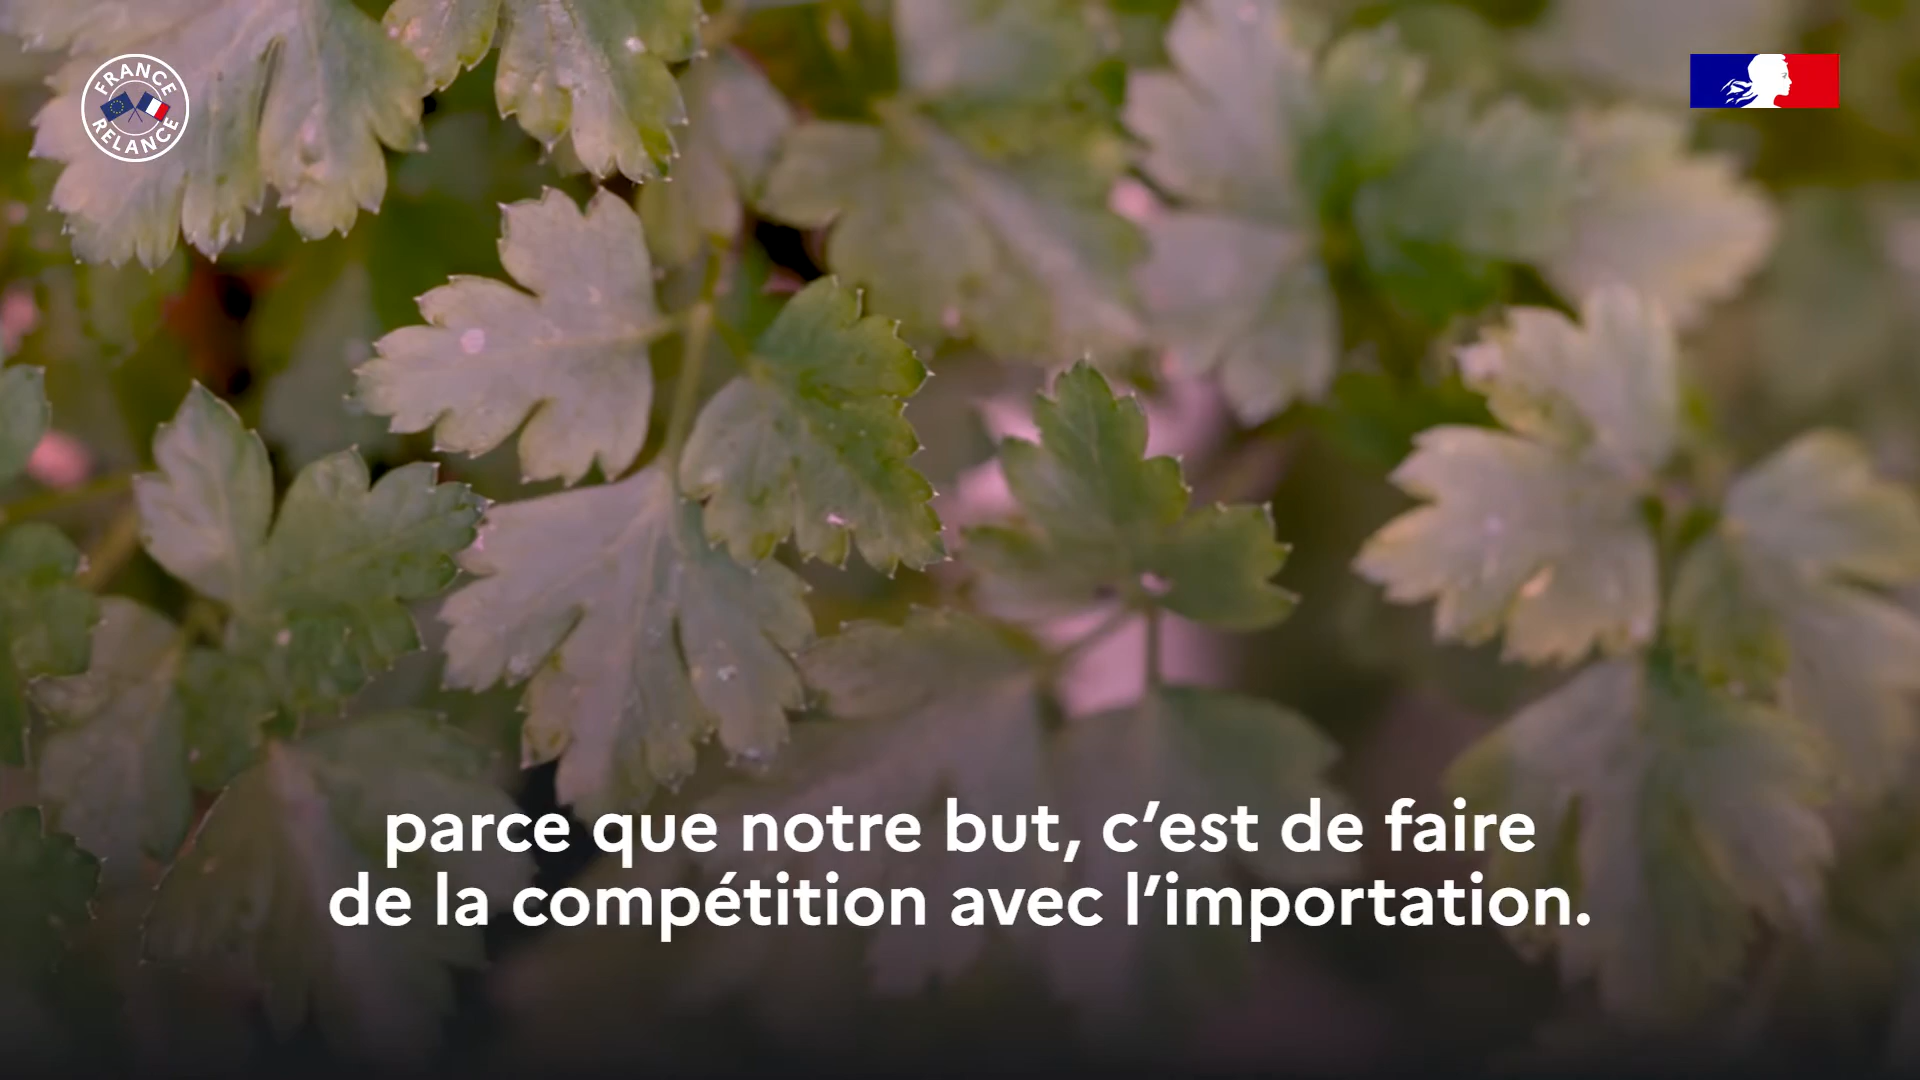 FRANCE
RELANCE
parce que notre but, c’est de faire
de la compétition avec l’importation.